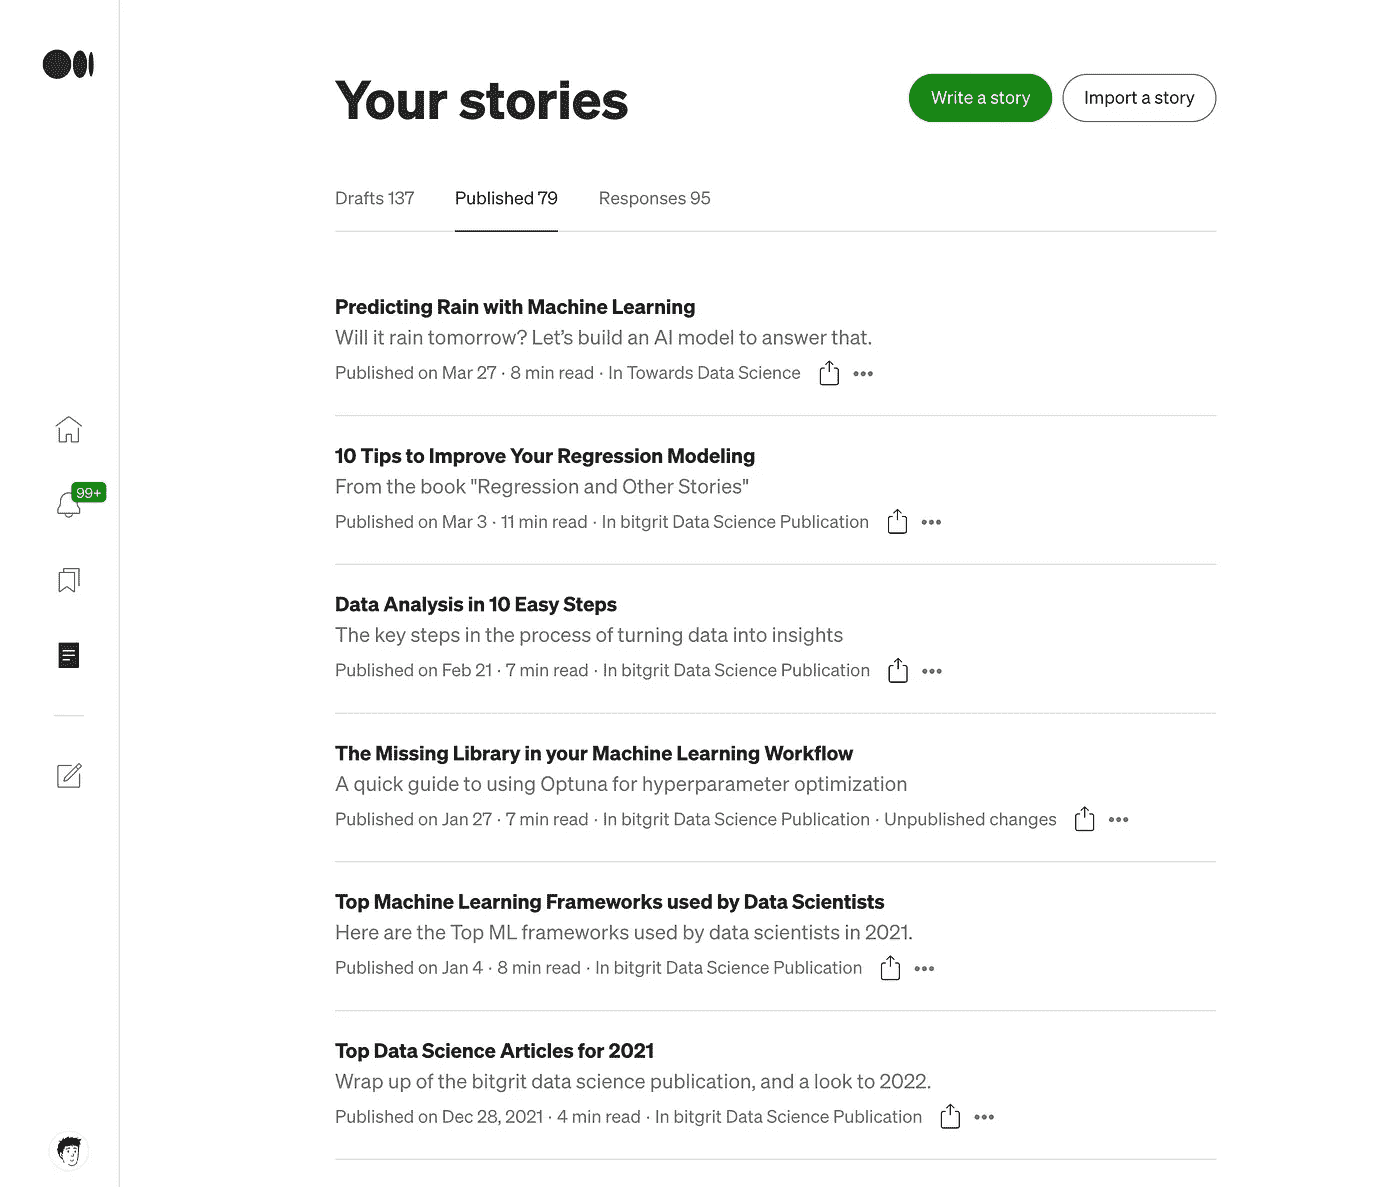 Your stories
Write a story
Import a story
Drafts 137
Published 79
Responses 95
Predicting Rain with Machine Learning
Will it rain tomorrow? Let’s build an AI model to answer that.
Published on Mar 27 · 8 min read · In Towards Data Science
10 Tips to Improve Your Regression Modeling
From the book "Regression and Other Stories"
Published on Mar 3 · 11 min read · In bitgrit Data Science Publication
99+
Data Analysis in 10 Easy Steps
The key steps in the process of turning data into insights
Published on Feb 21 · 7 min read · In bitgrit Data Science Publication
The Missing Library in your Machine Learning Workflow
A quick guide to using Optuna for hyperparameter optimization
Published on Jan 27 · 7 min read · In bitgrit Data Science Publication · Unpublished changes
Top Machine Learning Frameworks used by Data Scientists
Here are the Top ML frameworks used by data scientists in 2021.
Published on Jan 4 · 8 min read · In bitgrit Data Science Publication
Top Data Science Articles for 2021
Wrap up of the bitgrit data science publication, and a look to 2022.
Published on Dec 28, 2021 · 4 min read · In bitgrit Data Science Publication